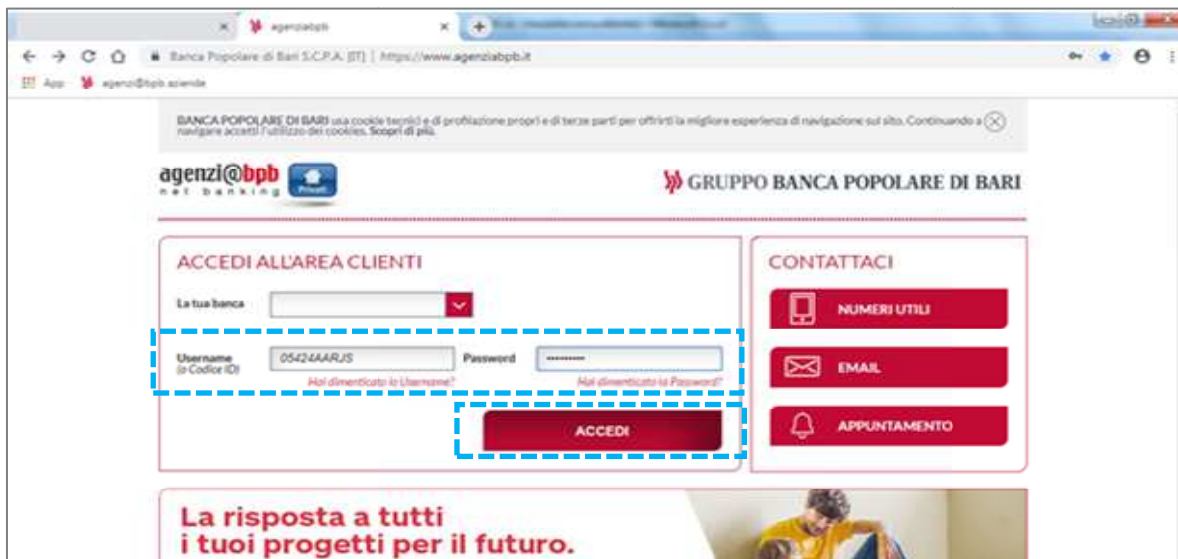 agenziabpb
Banca Popolare di Bari S.C.P.A. [IT] | https://www.agenziabpb.it
App agenzi@bpb aziende
BANCA POPOLARE DI BARI usa cookie tecnici e di profilazione propri e di terze parti per offrirti la migliore esperienza di navigazione sul sito. Continuando a
navigare accetti l'utilizzo dei cookies. Scopri di più.
agenzi@bpb
net banking
Privati
GRUPPO BANCA POPOLARE DI BARI
ACCEDI ALL'AREA CLIENTI
La tua banca
Username
(o Codice ID)
05424AARJS
Password
Hai dimenticato la Username?
Hai dimenticato la Password?
ACCEDI
CONTATTACI
NUMERI UTILI
EMAIL
APPUNTAMENTO
La risposta a tutti
i tuoi progetti per il futuro.